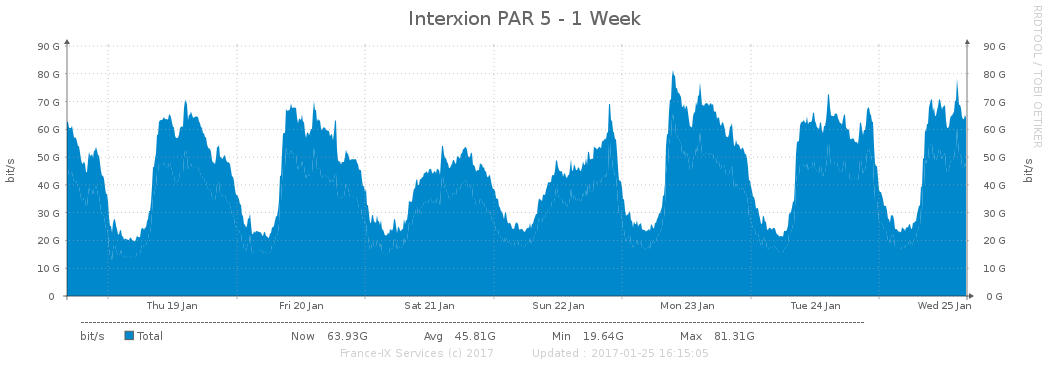 Interxion PAR 5 - 1 Week
RRDTOOL / TOBI OETIKER
90 G 90 G
80 G 80 G
70 G 70 G
60 G 60 G
50 G 50 G
40 G 40 G
30 G 30 G
20 G 20 G
10 G 10 G
0 0 G
bit/s
bit/s
Thu 19 Jan Fri 20 Jan Sat 21 Jan Sun 22 Jan Mon 23 Jan Tue 24 Jan Wed 25 Jan
bit/s Total Now 63.93G Avg 45.81G Min 19.64G Max 81.31G
France-IX Services (c) 2017 Updated : 2017-01-25 16:15:05